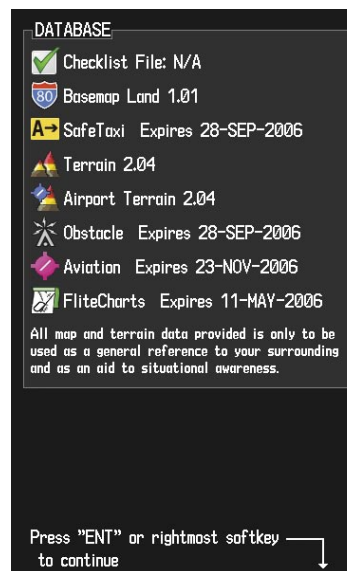 DATABASE
Checklist File: N/A
80 Basemap Land 1.01
A→ SafeTaxi Expires 28-SEP-2006
Terrain 2.04
Airport Terrain 2.04
Obstacle Expires 28-SEP-2006
Aviation Expires 23-NOV-2006
FliteCharts Expires 11-MAY-2006
All map and terrain data provided is only to be
used as a general reference to your surrounding
and as an aid to situational awareness.
Press "ENT" or rightmost softkey
to continue